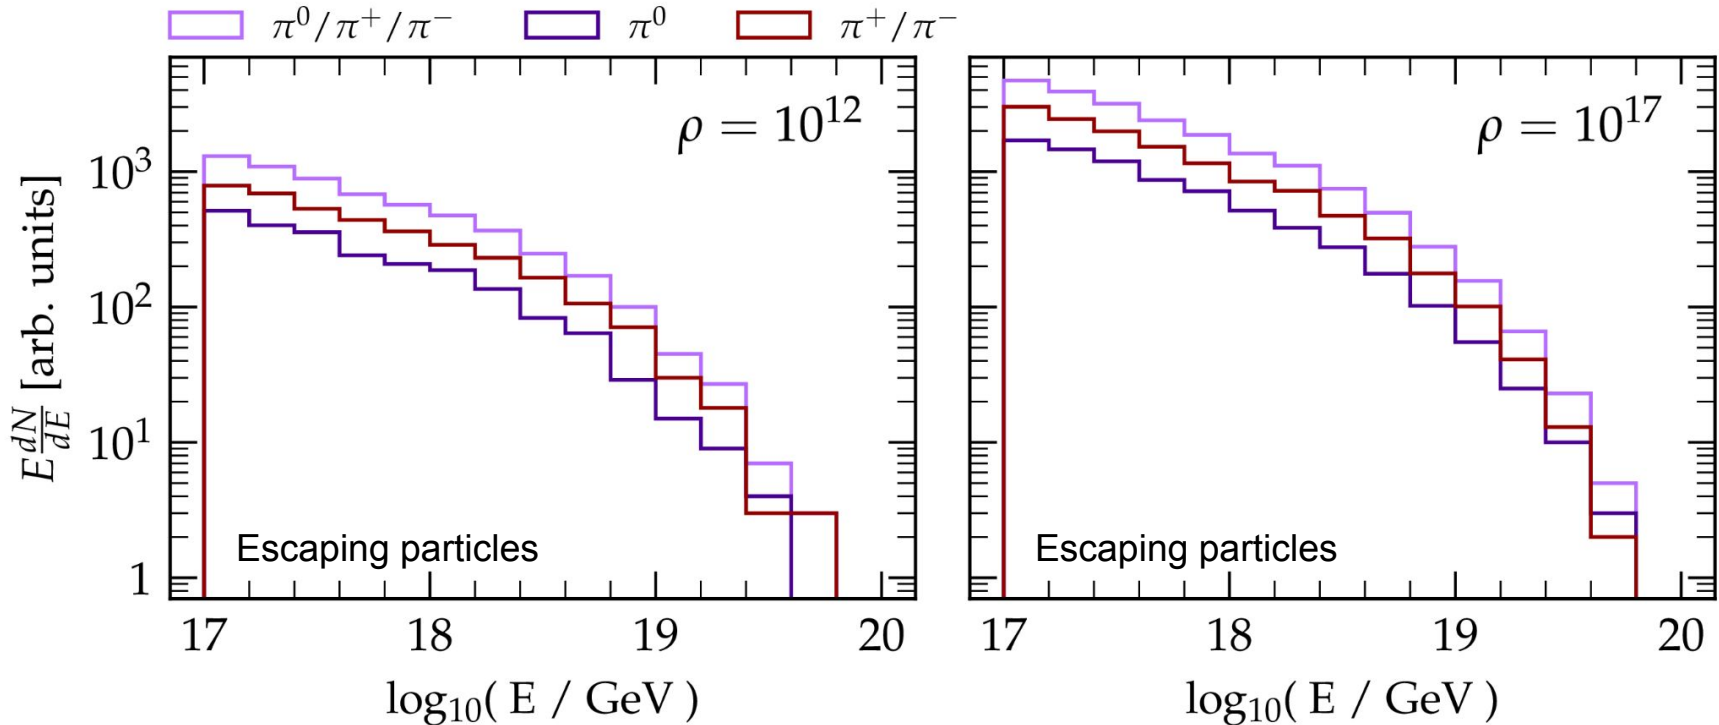 π⁰/π⁺/π⁻ π⁰ π⁺/π⁻
ρ = 10¹²
ρ = 10¹⁷
E dN/dE [arb. units]
10³
10²
10¹
1
Escaping particles
Escaping particles
17 18 19 20
17 18 19 20
log₁₀( E / GeV )
log₁₀( E / GeV )